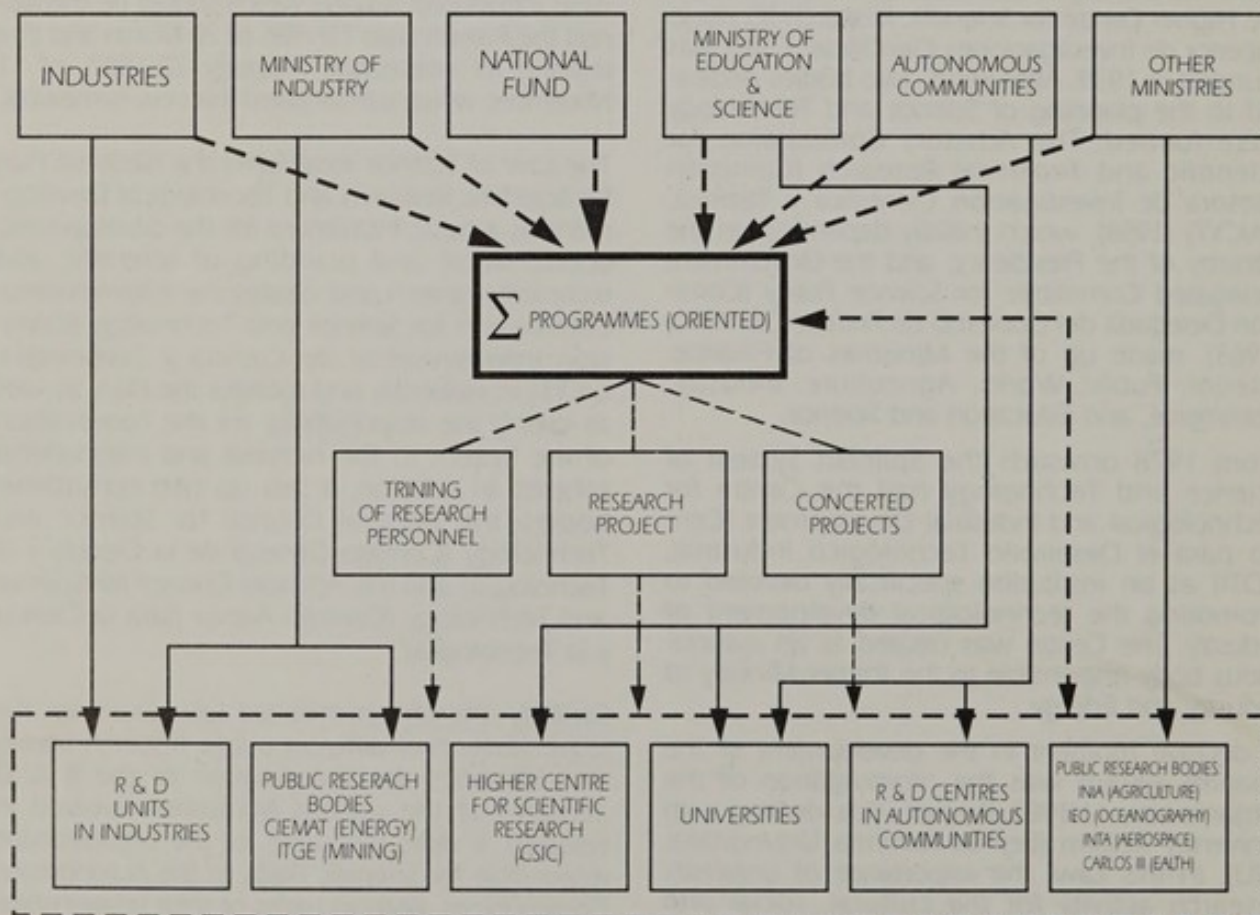 INDUSTRIES
MINISTRY OF
INDUSTRY
NATIONAL
FUND
MINISTRY OF
EDUCATION
&
SCIENCE
AUTONOMOUS
COMMUNITIES
OTHER
MINISTRIES
∑ PROGRAMMES (ORIENTED)
TRINING
OF RESEARCH
PERSONNEL
RESEARCH
PROJECT
CONCERTED
PROJECTS
R & D
UNITS
IN INDUSTRIES
PUBLIC RESERACH
BODIES
CIEMAT (ENERGY)
ITGE (MINING)
HIGHER CENTRE
FOR SCIENTIFIC
RESEARCH
(CSIC)
UNIVERSITIES
R & D CENTRES
IN AUTONOMOUS
COMMUNITIES
PUBLIC RESEARCH BODIES
INIA (AGRICULTURE)
IEO (OCEANOGRAPHY)
INTA (AEROSPACE)
CARLOS III (EALTH)